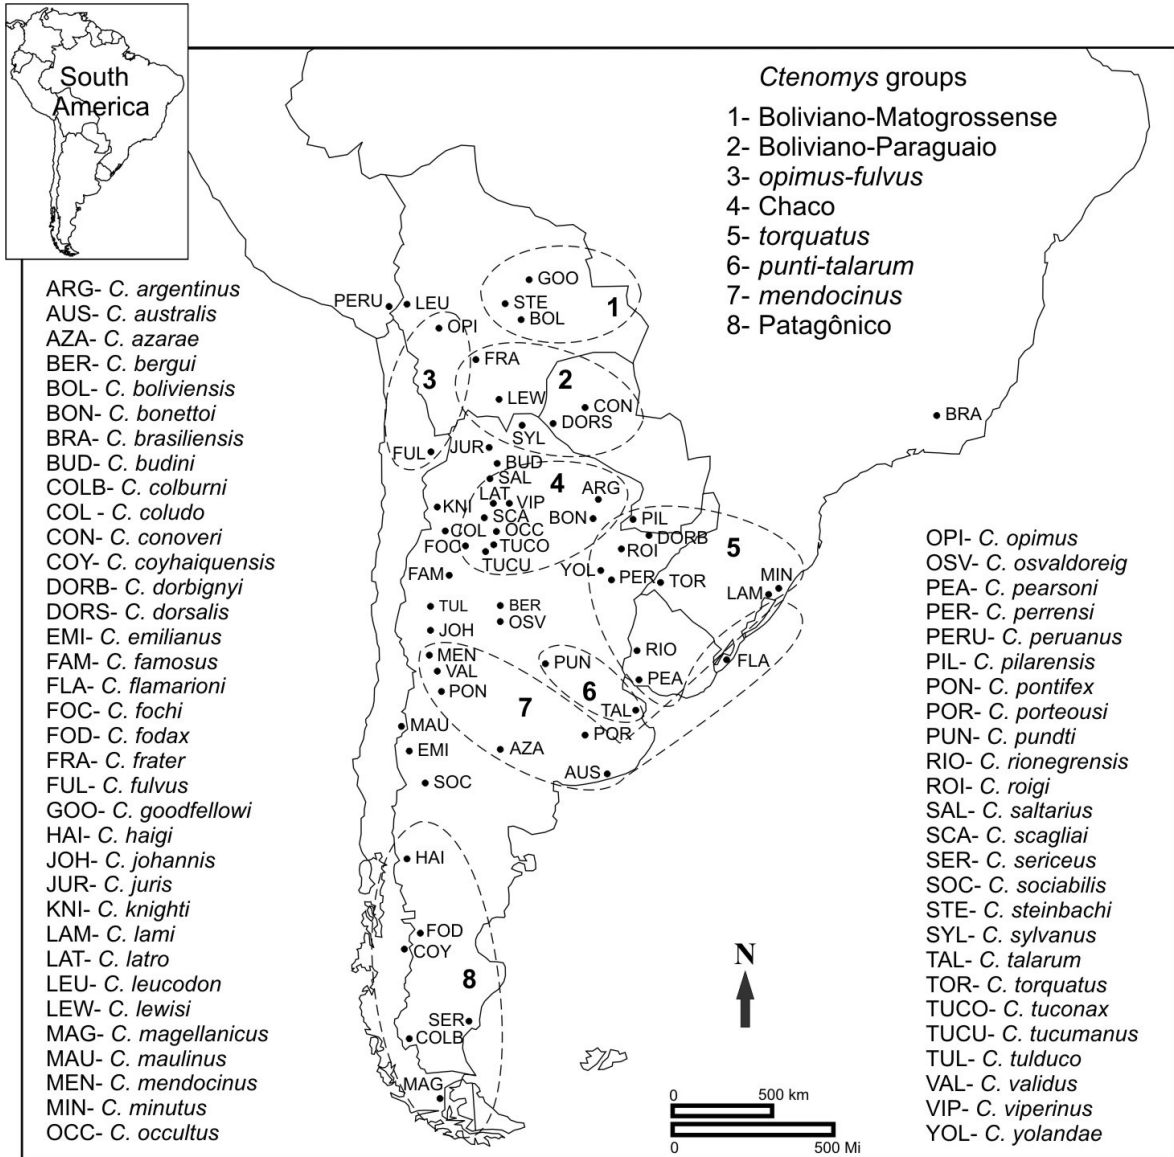 South
America
Ctenomys groups
1- Boliviano-Matogrossense
2- Boliviano-Paraguaio
3- opimus-fulvus
4- Chaco
5- torquatus
6- punti-talarum
7- mendocinus
8- Patagônico
ARG- C. argentinus
AUS- C. australis
AZA- C. azarae
BER- C. bergui
BOL- C. boliviensis
BON- C. bonettoi
BRA- C. brasiliensis
BUD- C. budini
COLB- C. colburni
COL - C. coludo
CON- C. conoveri
COY- C. coyhaiquensis
DORB- C. dorbignyi
DORS- C. dorsalis
EMI- C. emilianus
FAM- C. famosus
FLA- C. flamarioni
FOC- C. fochi
FOD- C. fodax
FRA- C. frater
FUL- C. fulvus
GOO- C. goodfellowi
HAI- C. haigi
JOH- C. johannis
JUR- C. juris
KNI- C. knighti
LAM- C. lami
LAT- C. latro
LEU- C. leucodon
LEW- C. lewisi
MAG- C. magellanicus
MAU- C. maulinus
MEN- C. mendocinus
MIN- C. minutus
OCC- C. occultus
GOO
PERU
LEU
STE
1
BOL
OPI
FRA
3
2
LEW
CON
DORS
BRA
SYL
FUL
JUR
BUD
SAL
4
ARG
LAT
VIP
KNI
SCA
BON
PIL
COL
OCC
DORB
FOC
TUCO
ROI
5
TUCU
FAM
YOL
PER
TOR
MIN
LAM
TUL
BER
OSV
JOH
MEN
VAL
PUN
RIO
FLA
PON
6
PEA
7
TAL
MAU
POR
EMI
AZA
SOC
AUS
HAI
FOD
COY
8
SER
COLB
MAG
N
0
500 km
0
500 Mi
OPI- C. opimus
OSV- C. osvaldoreig
PEA- C. pearsoni
PER- C. perrensi
PERU- C. peruanus
PIL- C. pilarensis
PON- C. pontifex
POR- C. porteousi
PUN- C. pundti
RIO- C. rionegrensis
ROI- C. roigi
SAL- C. saltarius
SCA- C. scagliai
SER- C. sericeus
SOC- C. sociabilis
STE- C. steinbachi
SYL- C. sylvanus
TAL- C. talarum
TOR- C. torquatus
TUCO- C. tuconax
TUCU- C. tucumanus
TUL- C. tulduco
VAL- C. validus
VIP- C. viperinus
YOL- C. yolandae